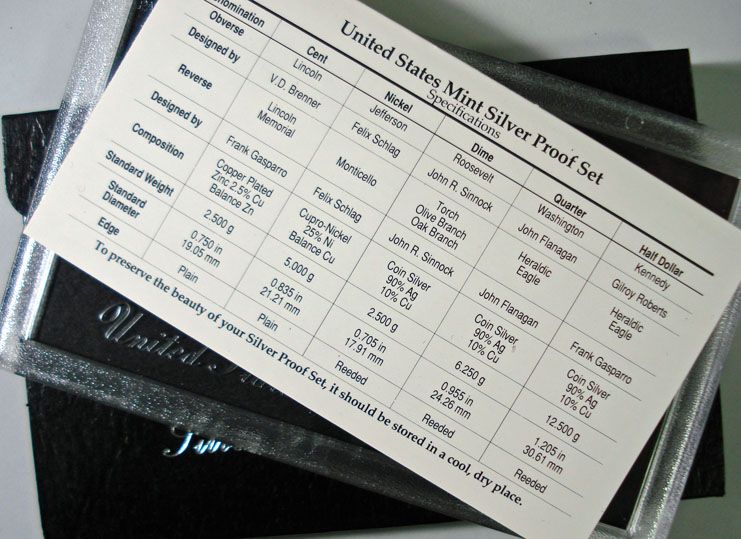 United States Mint Silver Proof Set
Specifications
nomination Cent Nickel Dime Quarter Half Dollar
Obverse Lincoln Jefferson Roosevelt Washington Kennedy
Designed by V.D. Brenner Felix Schlag John R. Sinnock John Flanagan Gilroy Roberts
Reverse Lincoln Memorial Monticello Torch Olive Branch Oak Branch Heraldic Eagle Heraldic Eagle
Designed by Frank Gasparro Felix Schlag John R. Sinnock John Flanagan Frank Gasparro
Composition Copper Plated Zinc 2.5% Cu Balance Zn Cupro-Nickel 25% Ni Balance Cu Coin Silver 90% Ag 10% Cu Coin Silver 90% Ag 10% Cu Coin Silver 90% Ag 10% Cu
Standard Weight 2.500 g 5.000 g 2.500 g 6.250 g 12.500 g
Standard Diameter 0.750 in 19.05 mm 0.835 in 21.21 mm 0.705 in 17.91 mm 0.955 in 24.26 mm 1.205 in 30.61 mm
Edge Plain Plain Reeded Reeded Reeded
To preserve the beauty of your Silver Proof Set, it should be stored in a cool, dry place.
United